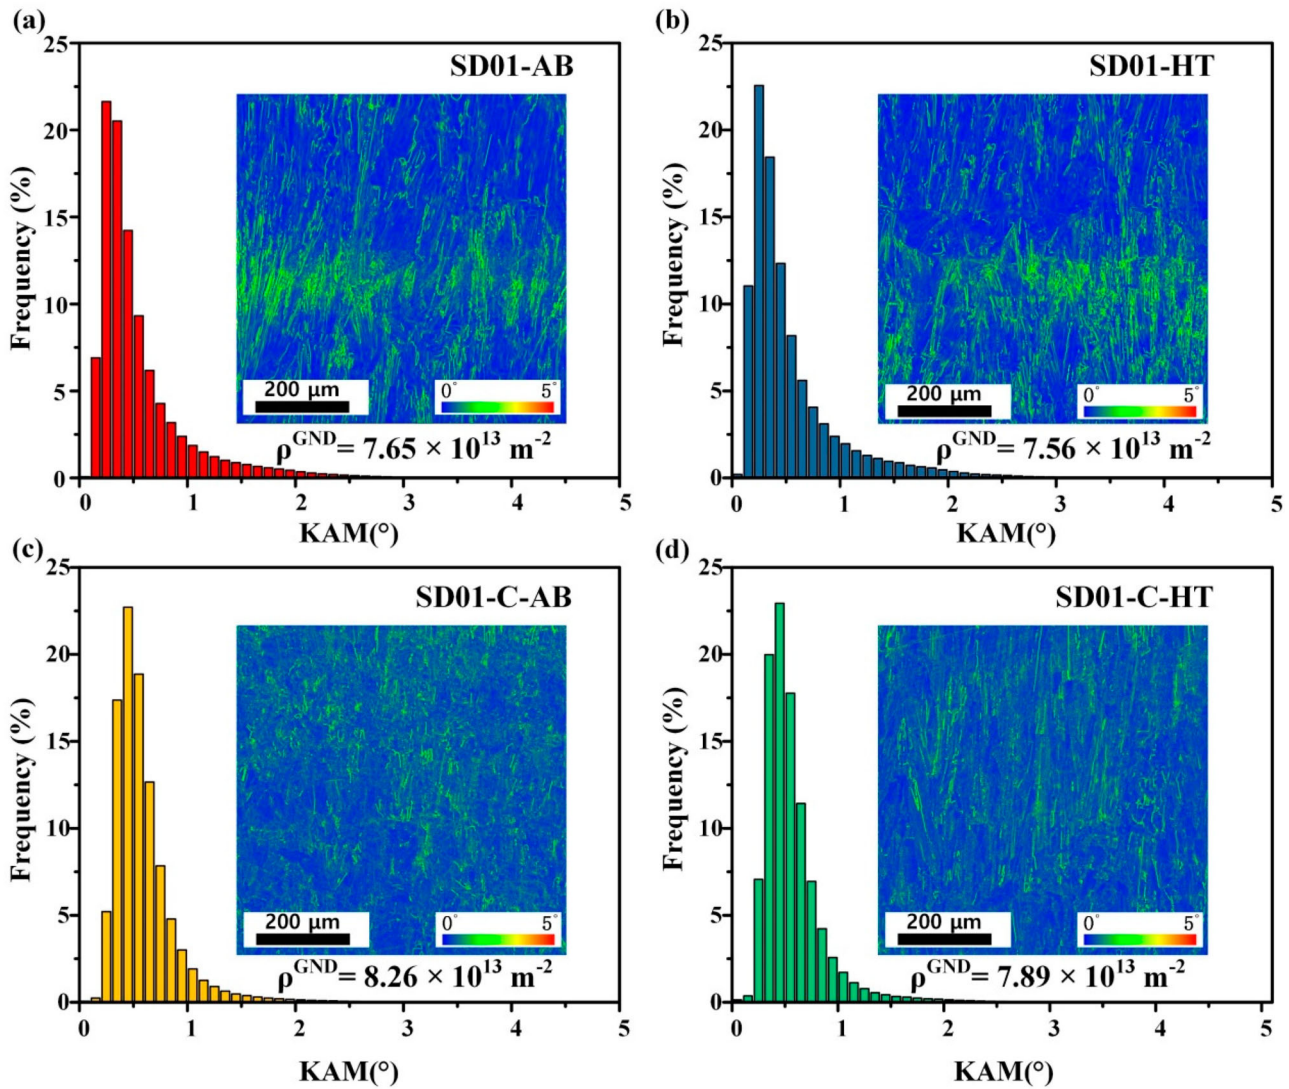 (a)
SD01-AB
25
20
15
10
5
0
Frequency (%)
200 μm
0° 5°
ρGND= 7.65 × 10¹³ m⁻²
0 1 2 3 4 5
KAM(°)
(b)
SD01-HT
25
20
15
10
5
0
Frequency (%)
200 μm
0° 5°
ρGND= 7.56 × 10¹³ m⁻²
0 1 2 3 4 5
KAM(°)
(c)
SD01-C-AB
25
20
15
10
5
0
Frequency (%)
200 μm
0° 5°
ρGND= 8.26 × 10¹³ m⁻²
0 1 2 3 4 5
KAM(°)
(d)
SD01-C-HT
25
20
15
10
5
0
Frequency (%)
200 μm
0° 5°
ρGND= 7.89 × 10¹³ m⁻²
0 1 2 3 4 5
KAM(°)